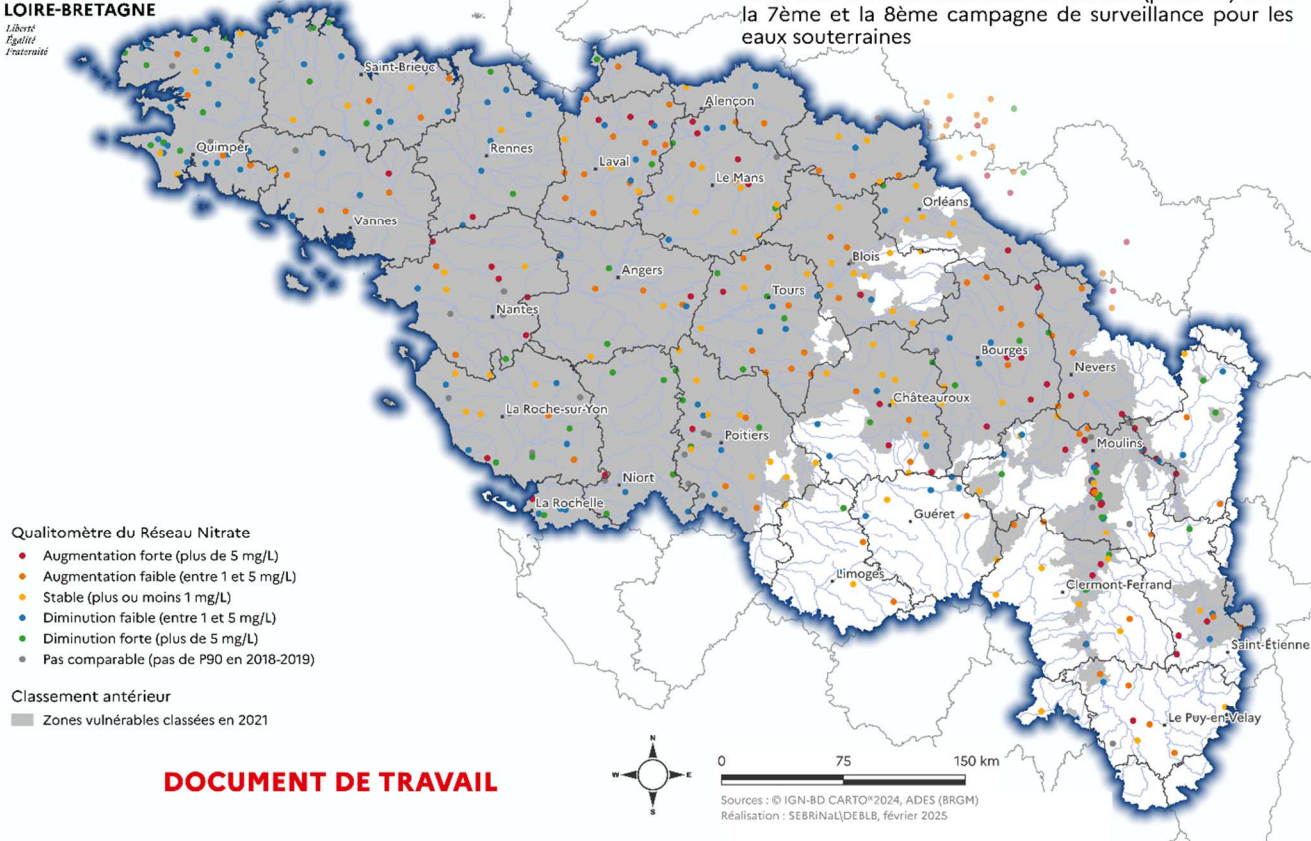 LOIRE-BRETAGNE
Liberté
Égalité
Fraternité
la 7ème et la 8ème campagne de surveillance pour les
eaux souterraines
Saint-Brieuc
Alençon
Quimper
Rennes
Laval
Le Mans
Orléans
Vannes
Blois
Angers
Tours
Nantes
Bourges
Nevers
Châteauroux
La Roche-sur-Yon
Poitiers
Moulins
Niort
La Rochelle
Guéret
Limoges
Clermont-Ferrand
Saint-Étienne
Le Puy-en-Velay
Qualitomètre du Réseau Nitrate
Augmentation forte (plus de 5 mg/L)
Augmentation faible (entre 1 et 5 mg/L)
Stable (plus ou moins 1 mg/L)
Diminution faible (entre 1 et 5 mg/L)
Diminution forte (plus de 5 mg/L)
Pas comparable (pas de P90 en 2018-2019)
Classement antérieur
Zones vulnérables classées en 2021
DOCUMENT DE TRAVAIL
N
W E
S
0 75 150 km
Sources : © IGN-BD CARTO®2024, ADES (BRGM)
Réalisation : SEBRiNaL\DEBLB, février 2025